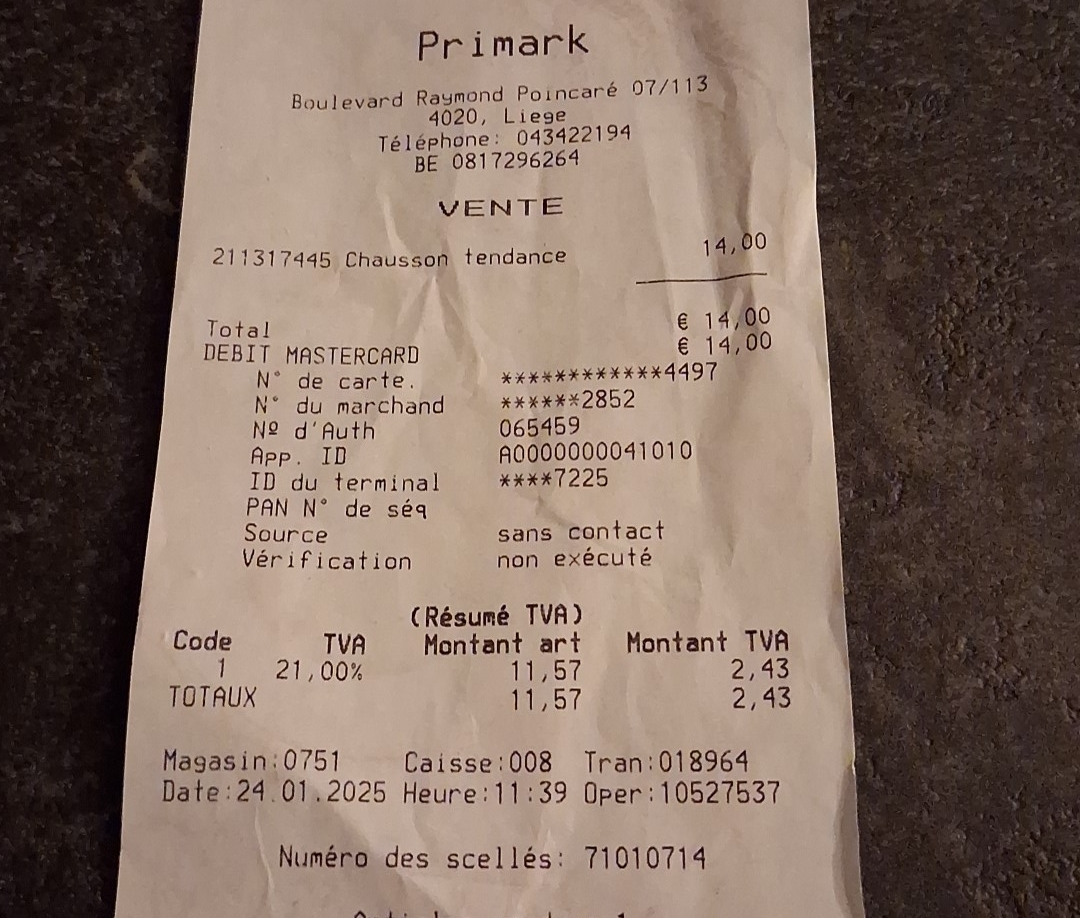 Primark
Boulevard Raymond Poincaré 07/113
4020, Liege
Téléphone: 043422194
BE 0817296264
VENTE
211317445 Chausson tendance 14,00
Total € 14,00
DEBIT MASTERCARD € 14,00
N° de carte. ************4497
N° du marchand ******2852
Nº d'Auth 065459
App. ID A0000000041010
ID du terminal ****7225
PAN N° de séq
Source sans contact
Vérification non exécuté
(Résumé TVA)
Code TVA Montant art Montant TVA
1 21,00% 11,57 2,43
TOTAUX 11,57 2,43
Magasin:0751 Caisse:008 Tran:018964
Date:24.01.2025 Heure:11:39 Oper:10527537
Numéro des scellés: 71010714